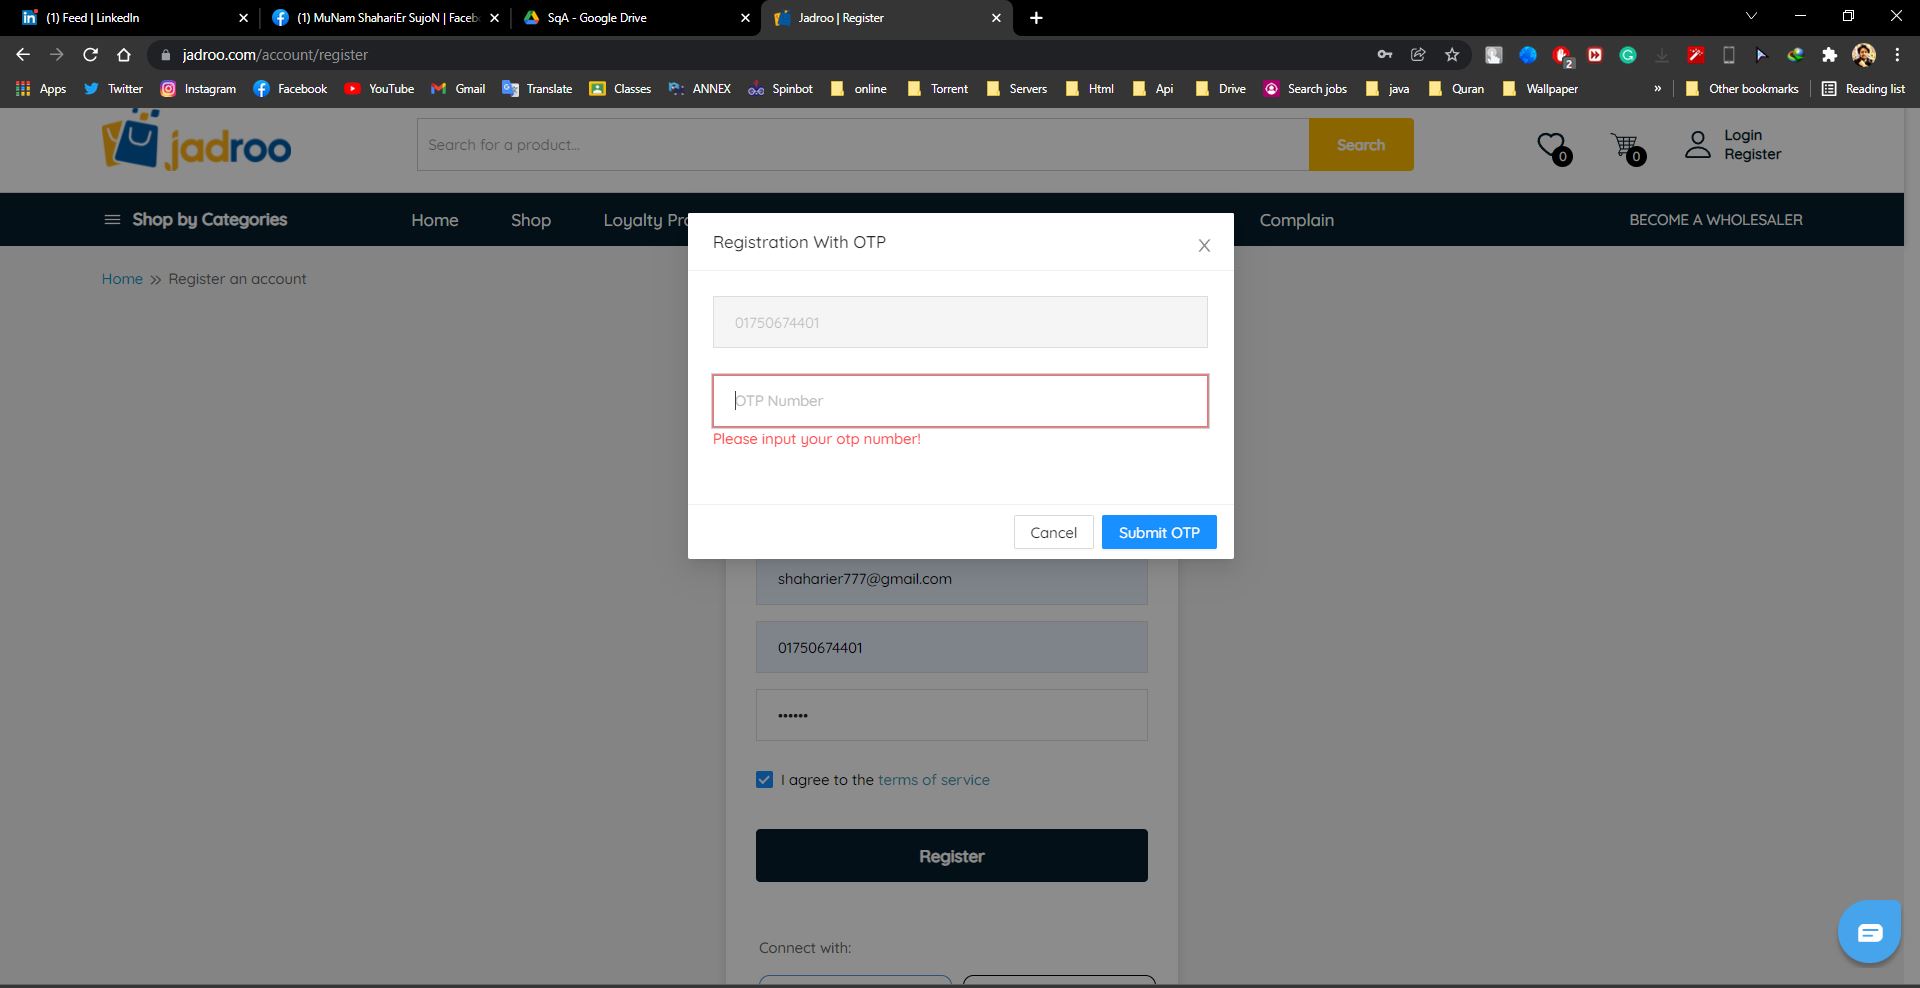 (1) Feed | LinkedIn
(1) MuNam ShahariEr SujoN | Faceb
SqA - Google Drive
Jadroo | Register
jadroo.com/account/register
2
Apps
Twitter
Instagram
Facebook
YouTube
Gmail
Translate
Classes
ANNEX
Spinbot
online
Torrent
Servers
Html
Api
Drive
Search jobs
java
Quran
Wallpaper
»
Other bookmarks
Reading list
jadroo
Search for a product...
Search
0
0
Login
Register
Shop by Categories
Home
Shop
Loyalty Pro
Complain
BECOME A WHOLESALER
Home » Register an account
Registration With OTP
X
01750674401
OTP Number
Please input your otp number!
Cancel
Submit OTP
shaharier777@gmail.com
01750674401
••••••
I agree to the terms of service
Register
Connect with: